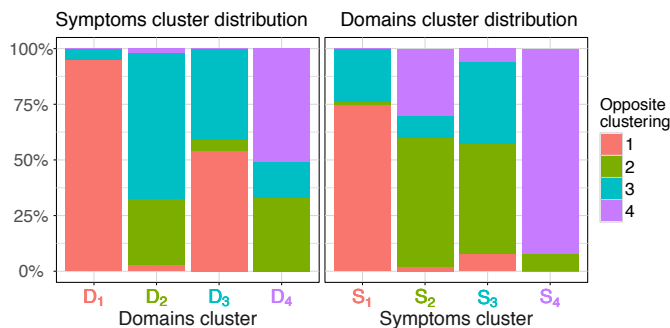 Symptoms cluster distribution
Domains cluster distribution
100%
75%
50%
25%
0%
D1 D2 D3 D4
S1 S2 S3 S4
Domains cluster
Symptoms cluster
Opposite
clustering
1
2
3
4